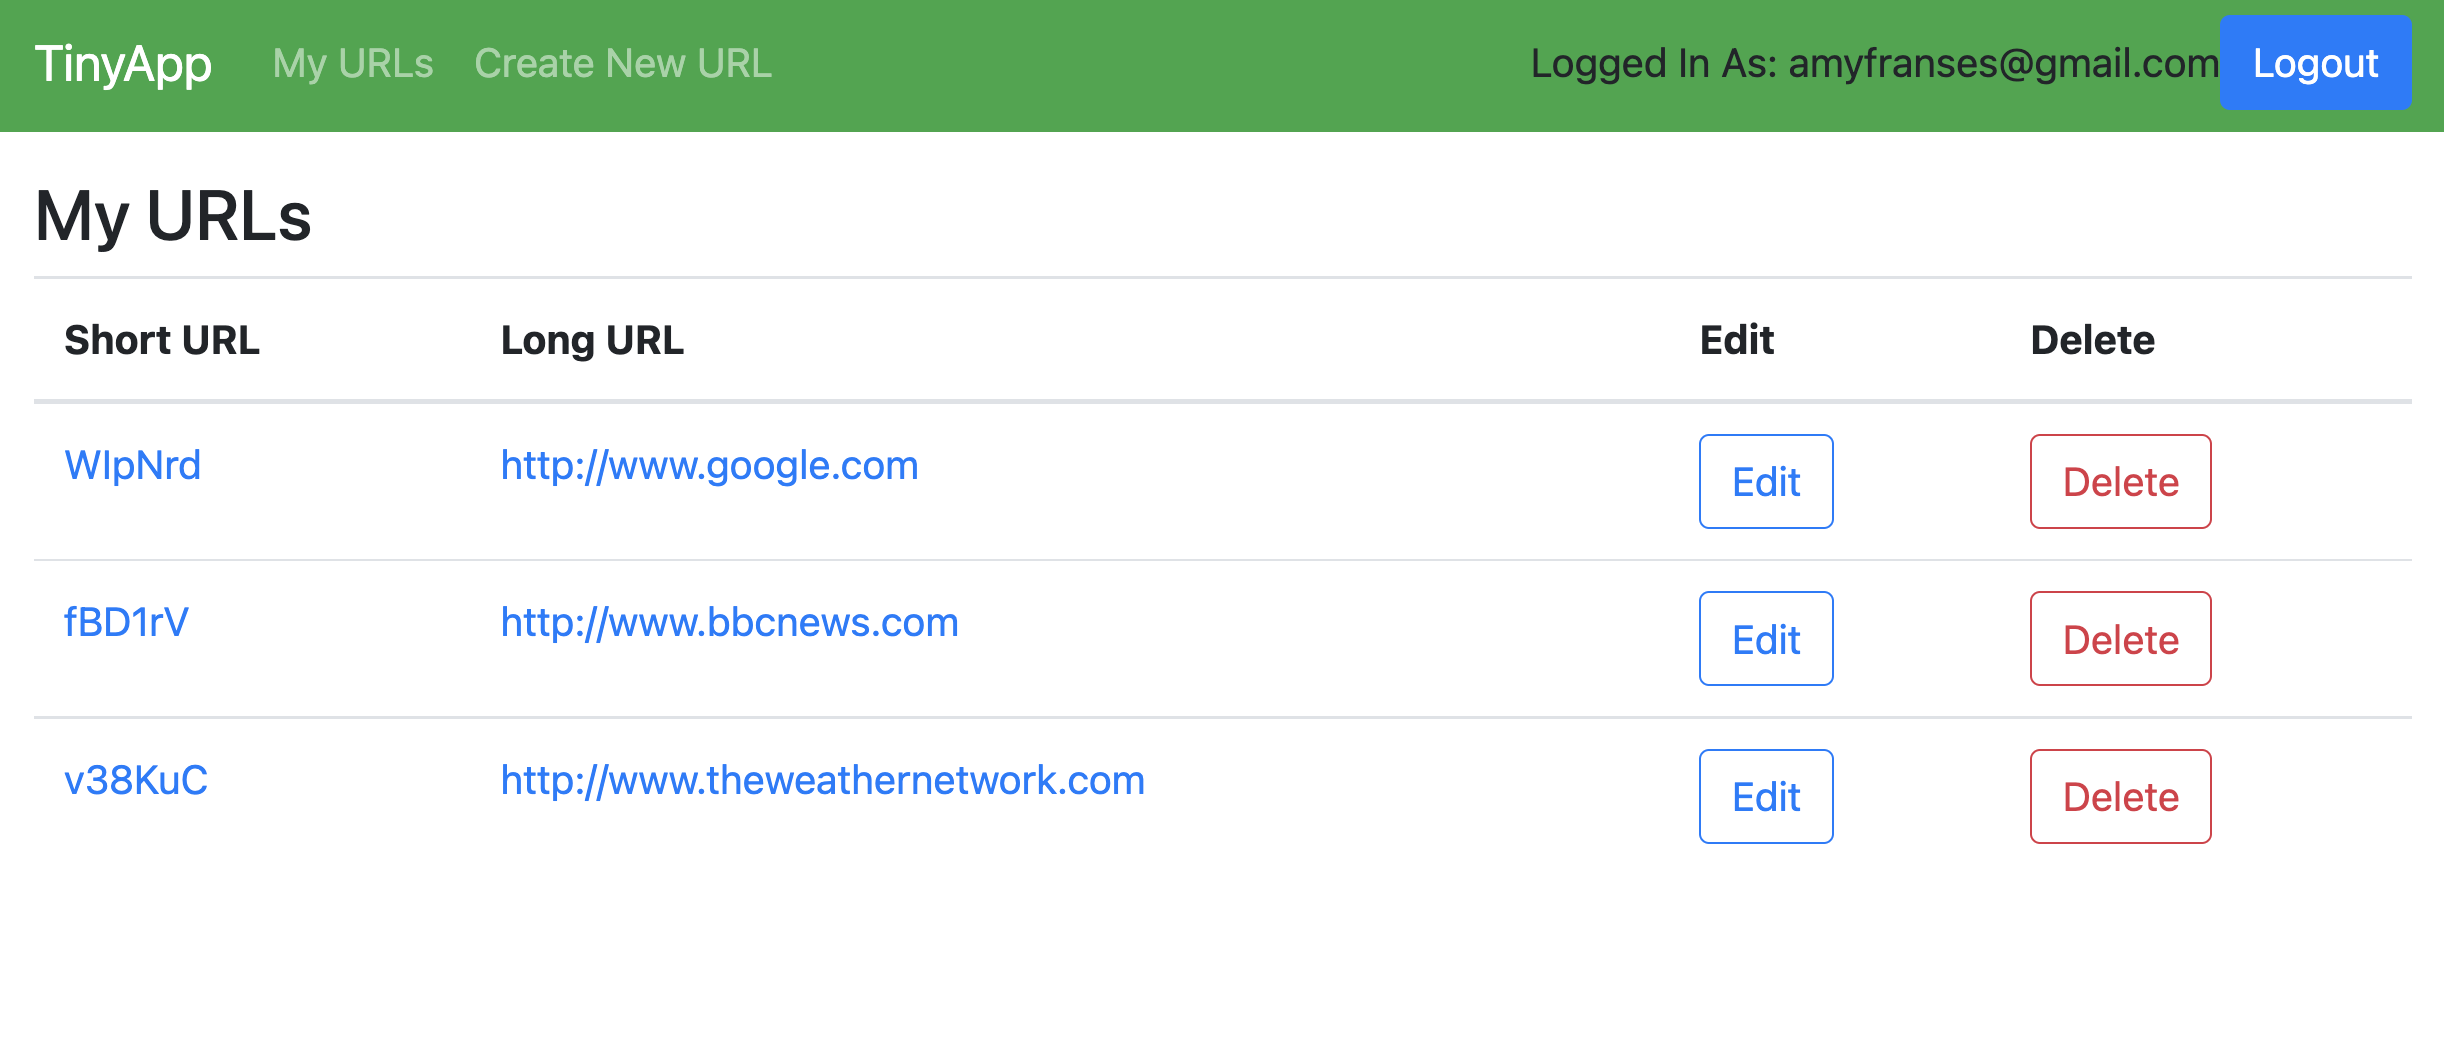 TinyApp My URLs Create New URL Logged In As: amyfranses@gmail.com Logout
My URLs
Short URL Long URL Edit Delete
WIpNrd http://www.google.com Edit Delete
fBD1rV http://www.bbcnews.com Edit Delete
v38KuC http://www.theweathernetwork.com Edit Delete